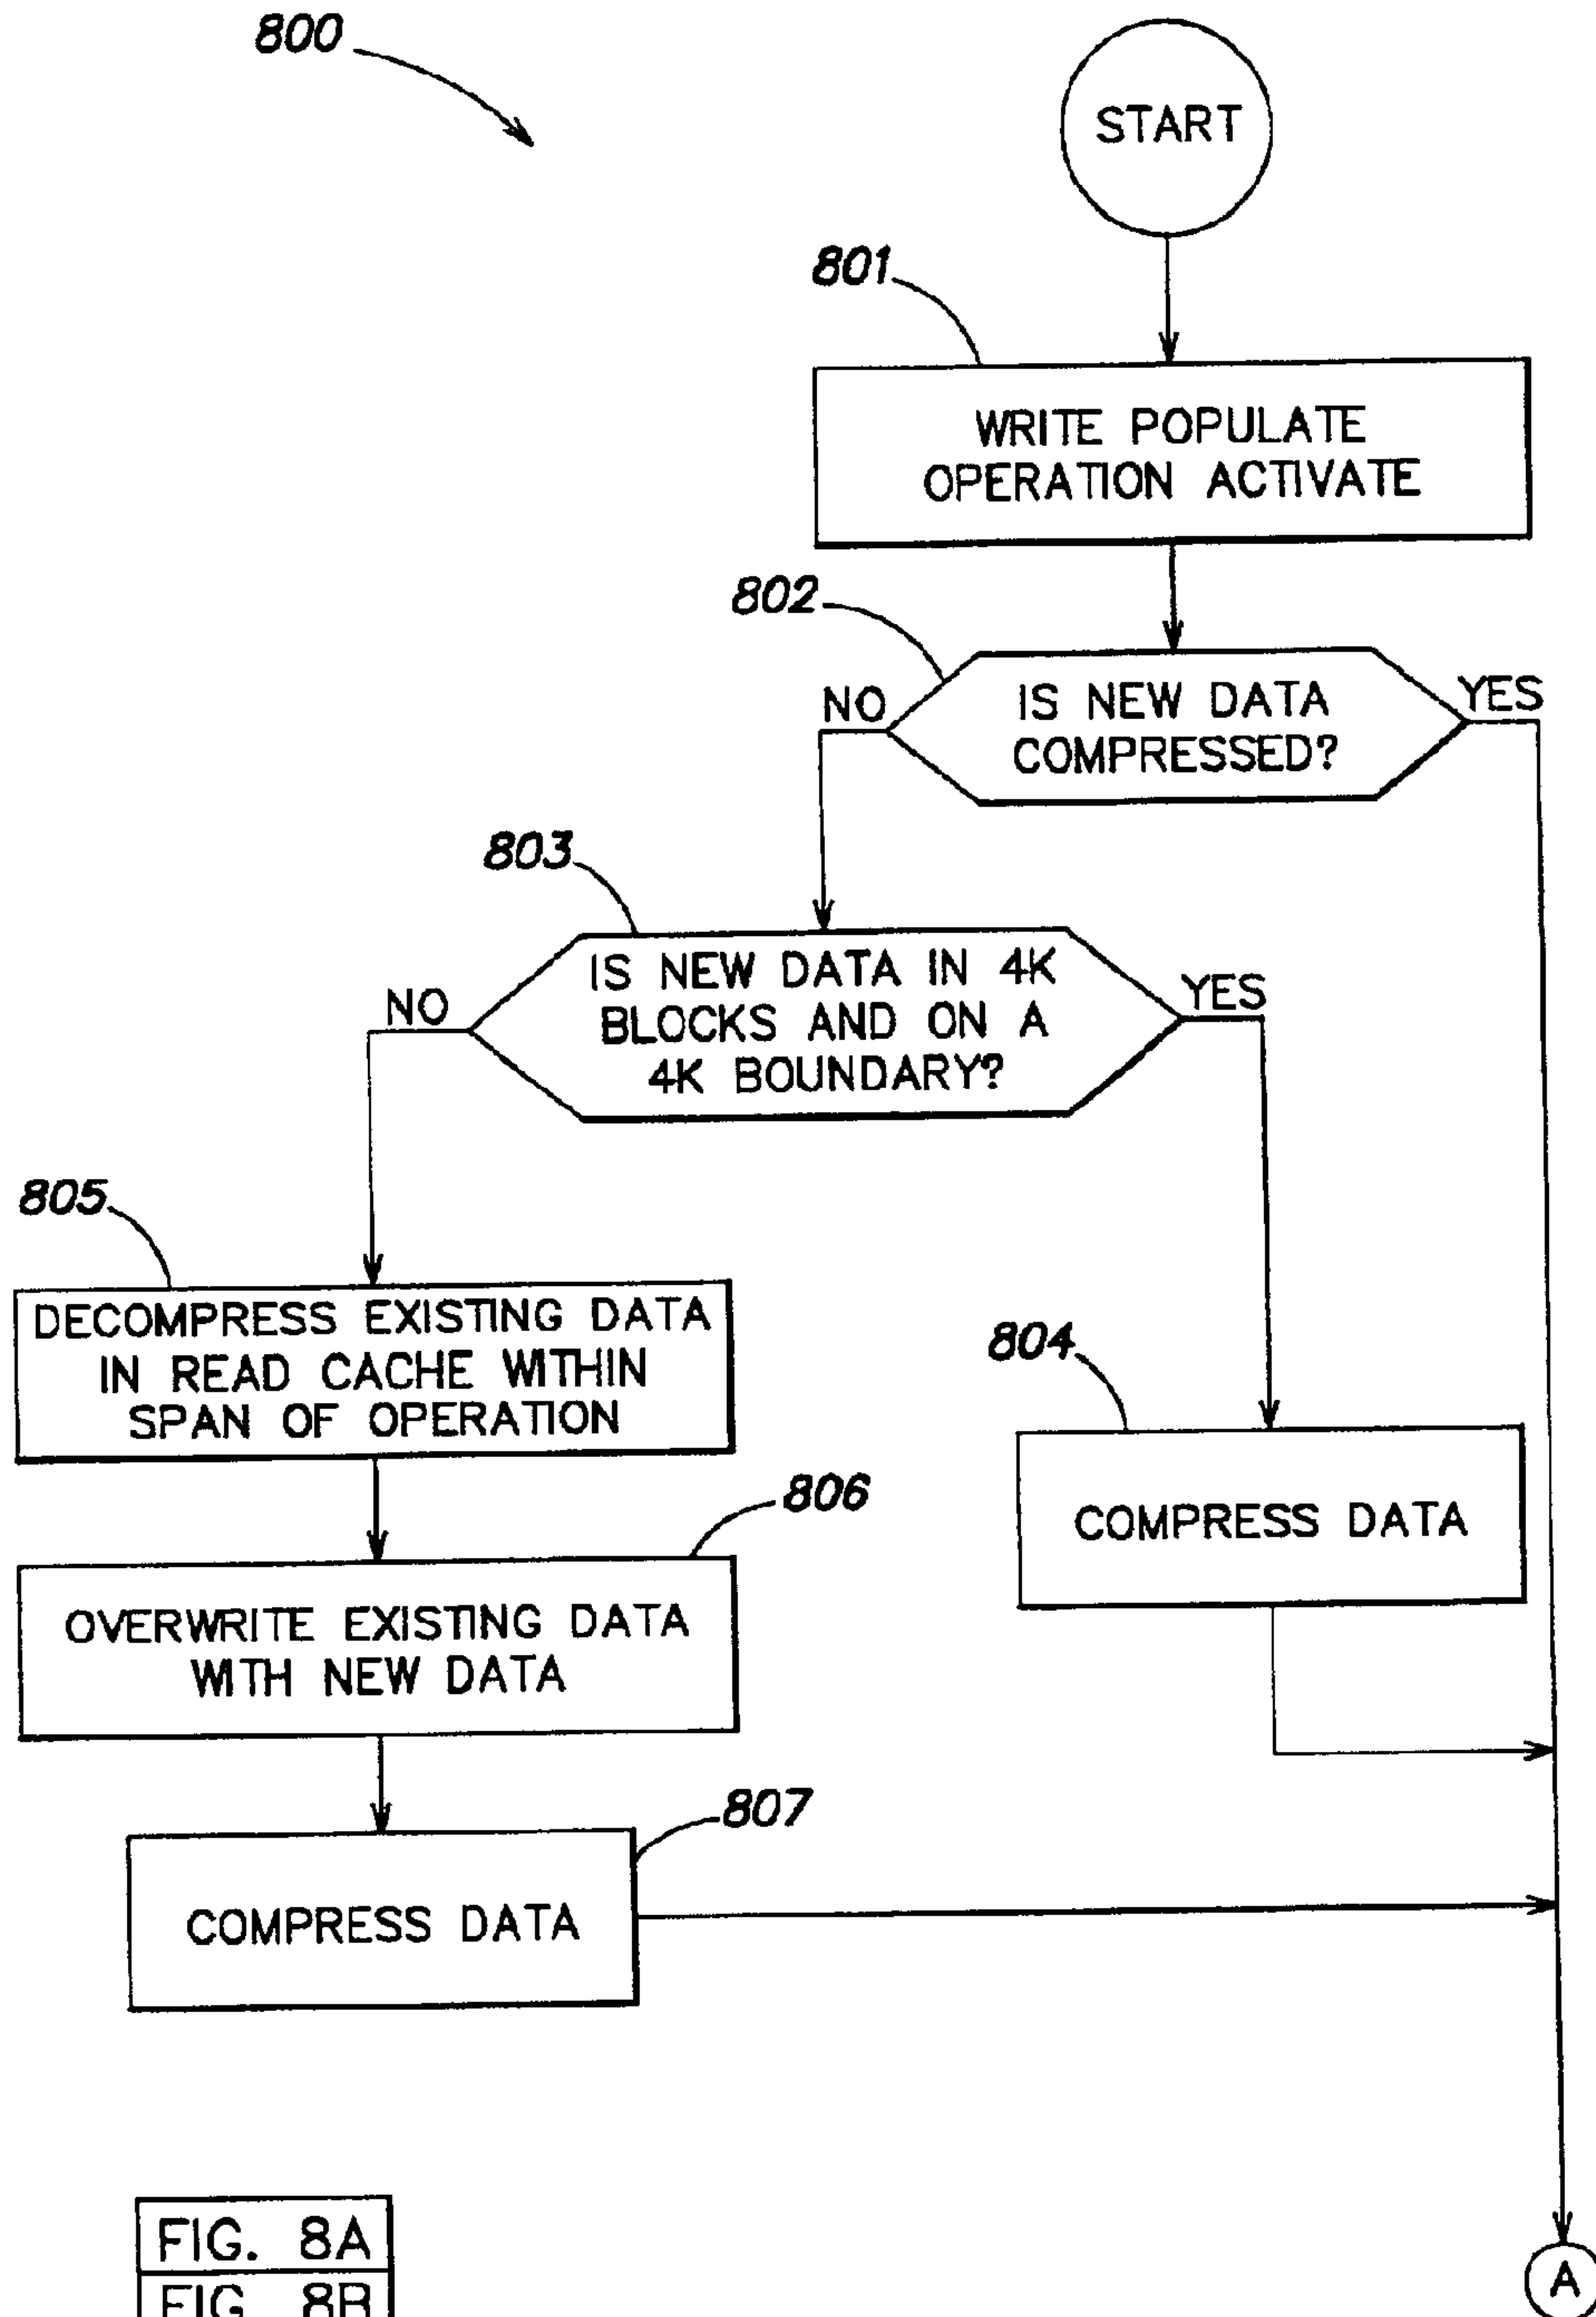 800
START
801
WRITE POPULATE
OPERATION ACTIVATE
802
NO
IS NEW DATA
COMPRESSED?
YES
803
NO
IS NEW DATA IN 4K
BLOCKS AND ON A
4K BOUNDARY?
YES
805
DECOMPRESS EXISTING DATA
IN READ CACHE WITHIN
SPAN OF OPERATION
804
COMPRESS DATA
806
OVERWRITE EXISTING DATA
WITH NEW DATA
807
COMPRESS DATA
FIG. 8A
FIG. 8B
A